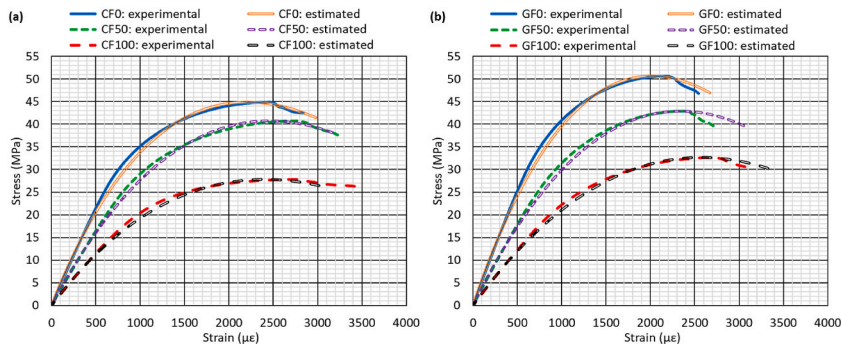 (a)
CF0: experimental CF0: estimated
CF50: experimental CF50: estimated
CF100: experimental CF100: estimated
Stress (MPa)
55
50
45
40
35
30
25
20
15
10
5
0
0 500 1000 1500 2000 2500 3000 3500 4000
Strain (με)
(b)
GF0: experimental GF0: estimated
GF50: experimental GF50: estimated
GF100: experimental GF100: estimated
Stress (MPa)
55
50
45
40
35
30
25
20
15
10
5
0
0 500 1000 1500 2000 2500 3000 3500 4000
Strain (με)